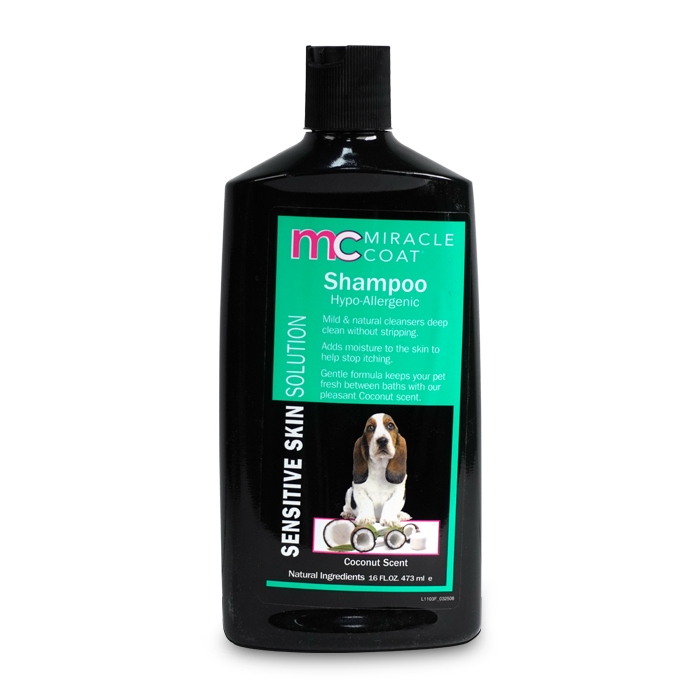 mc MIRACLE
COAT
Shampoo
Hypo-Allergenic
Mild & natural cleansers deep
clean without stripping.
Adds moisture to the skin to
help stop itching.
Gentle formula keeps your pet
fresh between baths with our
pleasant Coconut scent.
SENSITIVE SKIN SOLUTION
Coconut Scent
Natural Ingredients 16 FL.OZ. 473 ml e